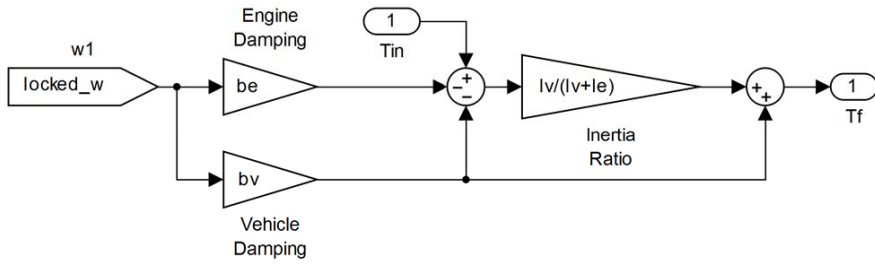 Engine
Damping
1
Tin
w1
locked_w
be
Iv/(Iv+Ie)
1
Tf
Inertia
Ratio
bv
Vehicle
Damping